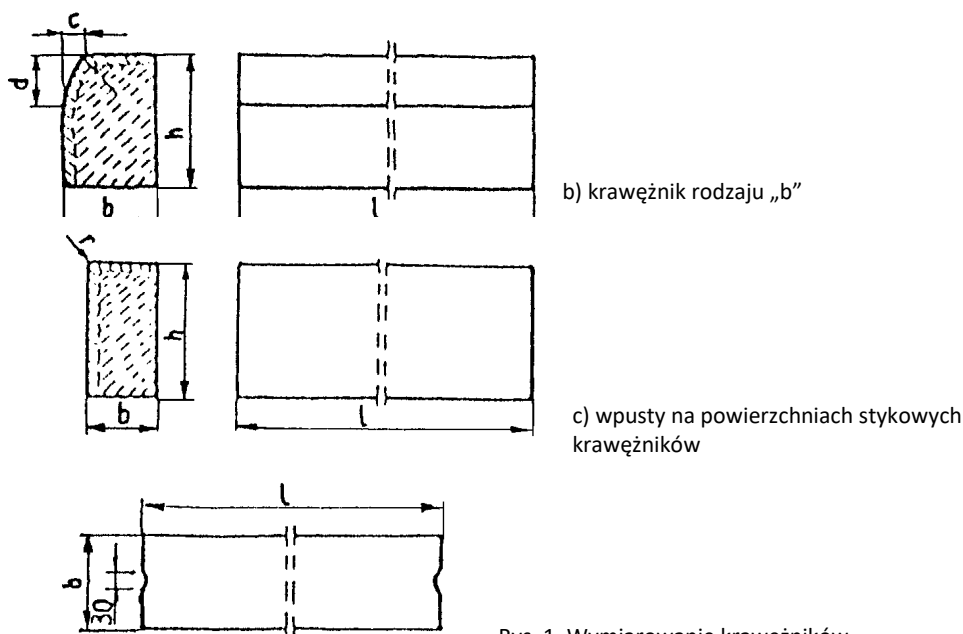 c
d
h
b
l
b) krawężnik rodzaju „b”
r
h
b
l
c) wpusty na powierzchniach stykowych
krawężników
l
b
30
Rys. 1. Wymiarowanie krawężników